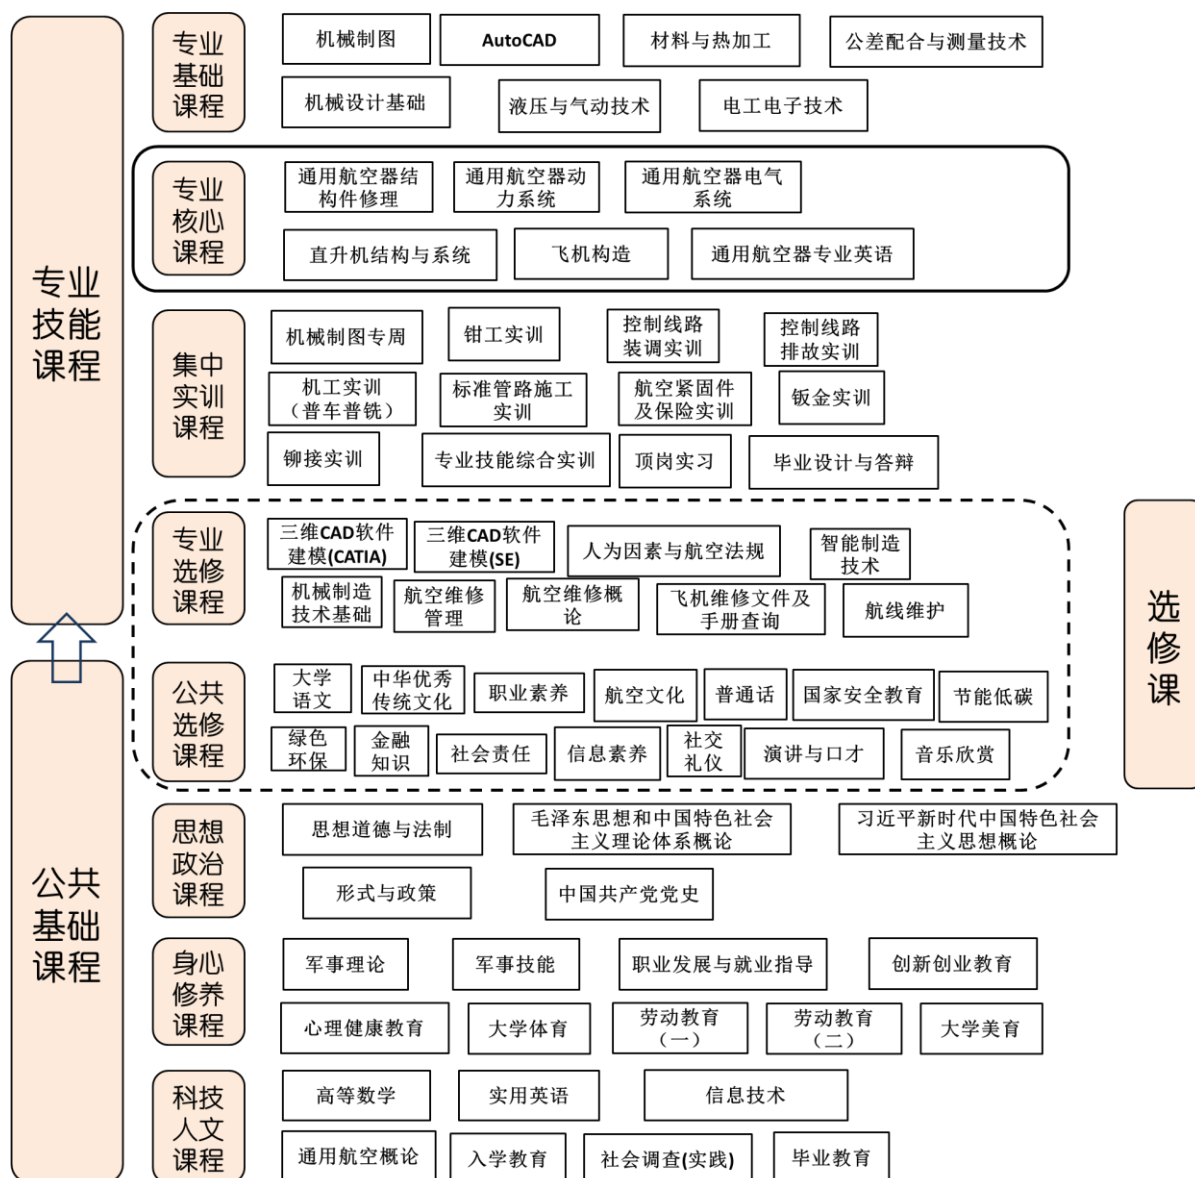 专业
技能
课程
专业
基础
课程
机械制图
AutoCAD
材料与热加工
公差配合与测量技术
机械设计基础
液压与气动技术
电工电子技术
专业
核心
课程
通用航空器结
构件修理
通用航空器动
力系统
通用航空器电气
系统
直升机结构与系统
飞机构造
通用航空器专业英语
集中
实训
课程
机械制图专周
钳工实训
控制线路
装调实训
控制线路
排故实训
机工实训
（普车普铣）
标准管路施工
实训
航空紧固件
及保险实训
钣金实训
铆接实训
专业技能综合实训
顶岗实习
毕业设计与答辩
专业
选修
课程
三维CAD软件
建模(CATIA)
三维CAD软件
建模(SE)
人为因素与航空法规
智能制造
技术
机械制造
技术基础
航空维修
管理
航空维修概
论
飞机维修文件及
手册查询
航线维护
选
修
课
公共
基础
课程
公共
选修
课程
大学
语文
中华优秀
传统文化
职业素养
航空文化
普通话
国家安全教育
节能低碳
绿色
环保
金融
知识
社会责任
信息素养
社交
礼仪
演讲与口才
音乐欣赏
思想
政治
课程
思想道德与法制
毛泽东思想和中国特色社会
主义理论体系概论
习近平新时代中国特色社会
主义思想概论
形式与政策
中国共产党党史
身心
修养
课程
军事理论
军事技能
职业发展与就业指导
创新创业教育
心理健康教育
大学体育
劳动教育
（一）
劳动教育
（二）
大学美育
科技
人文
课程
高等数学
实用英语
信息技术
通用航空概论
入学教育
社会调查(实践)
毕业教育